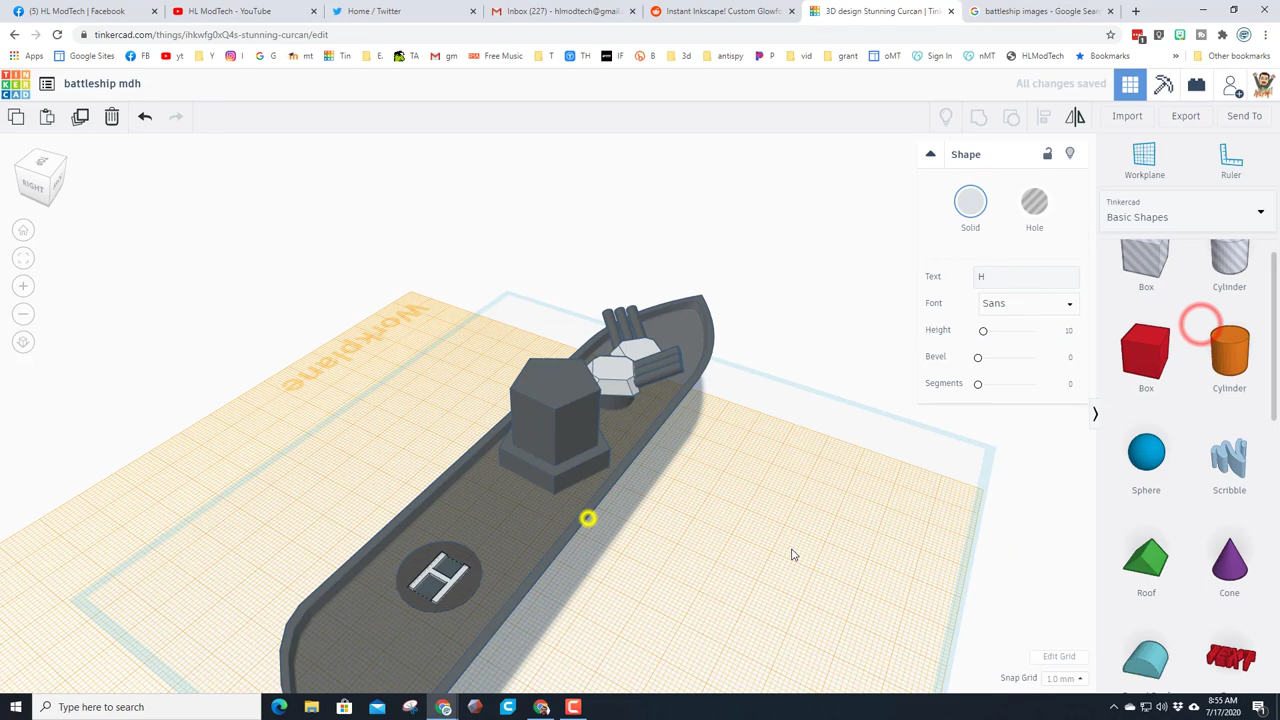 (5) HL ModTech | Facebook
HL ModTech - YouTube
Home / Twitter
Inbox (227) - hlmodtech@gmail.
Instant Inkscape! Custom Glowfo
3D design Stunning Curcan | Tin
battleship images - Google Sear
tinkercad.com/things/ihkwfg0xQ4s-stunning-curcan/edit
Apps
Google Sites
FB
yt
Y
I
G
mt
Tin
E.
TA
gm
Free Music
T
TH
IF
B
3d
antispy
P
vid
grant
oMT
Sign In
nMT
HLModTech
Bookmarks
»
Other bookmarks
TIN
KER
CAD
battleship mdh
All changes saved
Import
Export
Send To
Shape
Solid
Hole
Text
H
Font
Sans
Height
10
Bevel
0
Segments
0
Workplane
Ruler
Tinkercad
Basic Shapes
Box
Cylinder
Box
Cylinder
Sphere
Scribble
Roof
Cone
TEXT
RIGHT
Workplane
H
Edit Grid
Snap Grid
1.0 mm
Type here to search
8:55 AM
7/17/2020